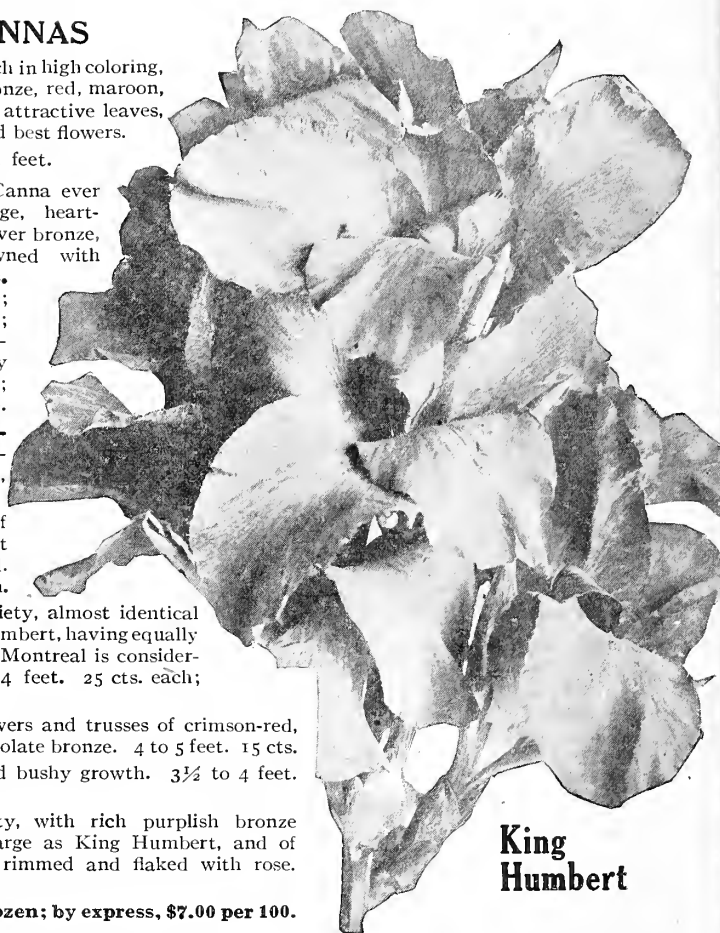 NNAS
ch in high coloring,
onze, red, maroon,
attractive leaves,
d best flowers.
feet.
Canna ever
ge, heart-
ver bronze,
wned with
.
;
;
-
y
;
.
-
-
,
f
t
.
n.
iety, almost identical
mbert, having equally
Montreal is consider-
4 feet. 25 cts. each;
wers and trusses of crimson-red,
olate bronze. 4 to 5 feet. 15 cts.
d bushy growth. 3½ to 4 feet.
ty, with rich purplish bronze
arge as King Humbert, and of
rimmed and flaked with rose.
ozen; by express, $7.00 per 100.
King
Humbert